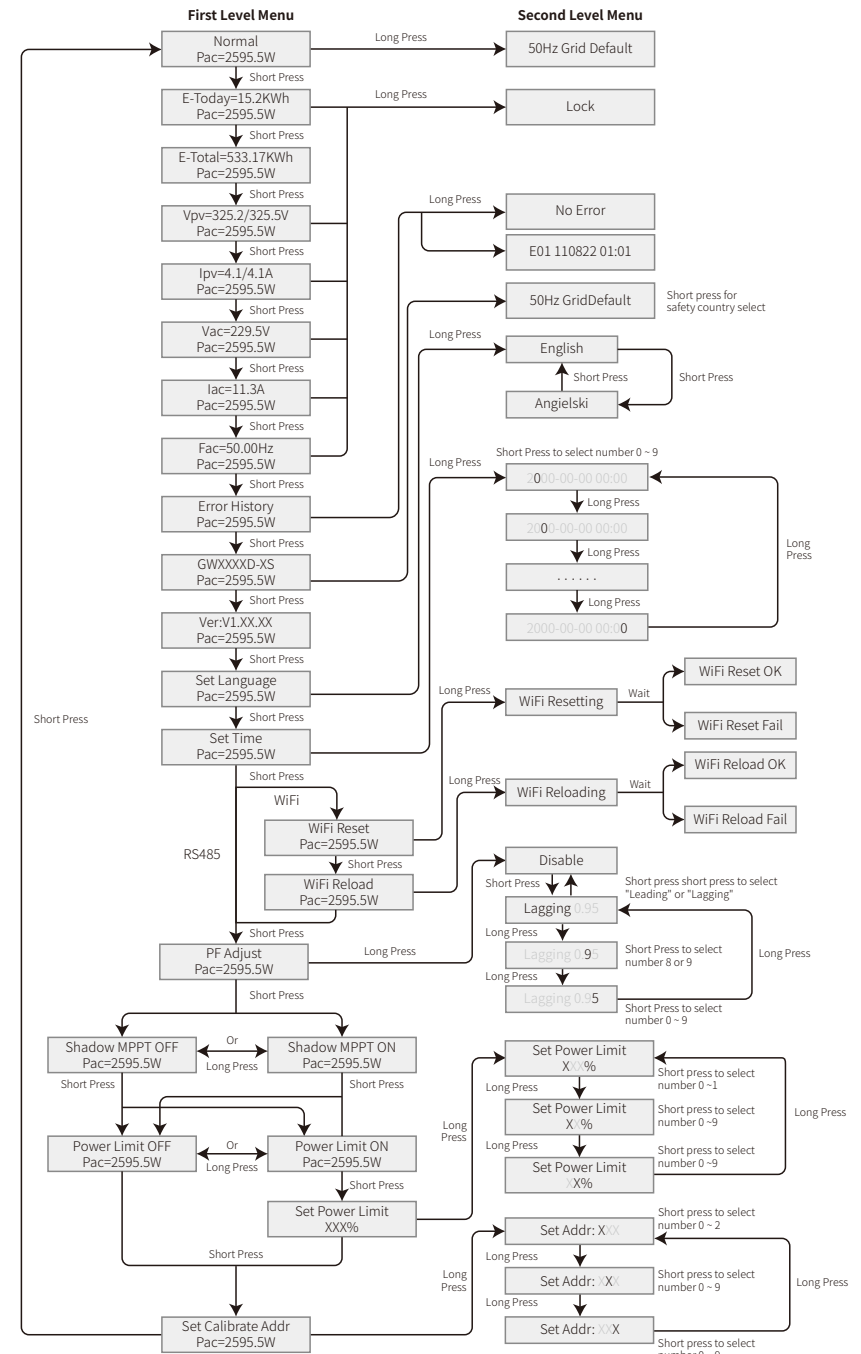 First Level Menu
Second Level Menu
Normal
Pac=2595.5W
Long Press
50Hz Grid Default
Short Press
E-Today=15.2KWh
Pac=2595.5W
Long Press
Lock
Short Press
E-Total=533.17KWh
Pac=2595.5W
Short Press
Vpv=325.2/325.5V
Pac=2595.5W
Long Press
No Error
E01 110822 01:01
Short Press
Ipv=4.1/4.1A
Pac=2595.5W
50Hz GridDefault
Short press for
safety country select
Short Press
Vac=229.5V
Pac=2595.5W
Long Press
English
Short Press
Short Press
Angielski
Short Press
Iac=11.3A
Pac=2595.5W
Short Press
Fac=50.00Hz
Pac=2595.5W
Short Press to select number 0 ~ 9
Long Press
2000-00-00 00:00
Short Press
Long Press
Error History
Pac=2595.5W
2000-00-00 00:00
Long
Press
Short Press
Long Press
GWXXXXD-XS
Pac=2595.5W
. . . . . .
Short Press
Long Press
Ver:V1.XX.XX
Pac=2595.5W
2000-00-00 00:00
Short Press
Set Language
Pac=2595.5W
Long Press
WiFi Resetting
Wait
WiFi Reset OK
WiFi Reset Fail
Short Press
Short Press
Set Time
Pac=2595.5W
Short Press
WiFi
RS485
Long Press
WiFi Reloading
Wait
WiFi Reload OK
WiFi Reload Fail
WiFi Reset
Pac=2595.5W
Short Press
WiFi Reload
Pac=2595.5W
Short Press
PF Adjust
Pac=2595.5W
Long Press
Disable
Short Press
Short press short press to select
"Leading" or "Lagging"
Lagging 0.95
Long Press
Lagging 0.95
Short Press to select
number 8 or 9
Long Press
Long Press
Lagging 0.95
Short Press to select
number 0 ~ 9
Short Press
Shadow MPPT OFF
Pac=2595.5W
Or
Long Press
Shadow MPPT ON
Pac=2595.5W
Short Press
Short Press
Power Limit OFF
Pac=2595.5W
Or
Long Press
Power Limit ON
Pac=2595.5W
Short Press
Set Power Limit
XXX%
Long
Press
Set Power Limit
XXX%
Short press to select
number 0 ~1
Long Press
Set Power Limit
XXX%
Short press to select
number 0 ~9
Long Press
Long Press
Set Power Limit
XXX%
Short press to select
number 0 ~9
Short Press
Set Calibrate Addr
Pac=2595.5W
Long
Press
Short press to select
number 0 ~ 2
Set Addr: XXX
Long Press
Set Addr: XXX
Short press to select
number 0 ~ 9
Long Press
Long Press
Set Addr: XXX
Short press to select